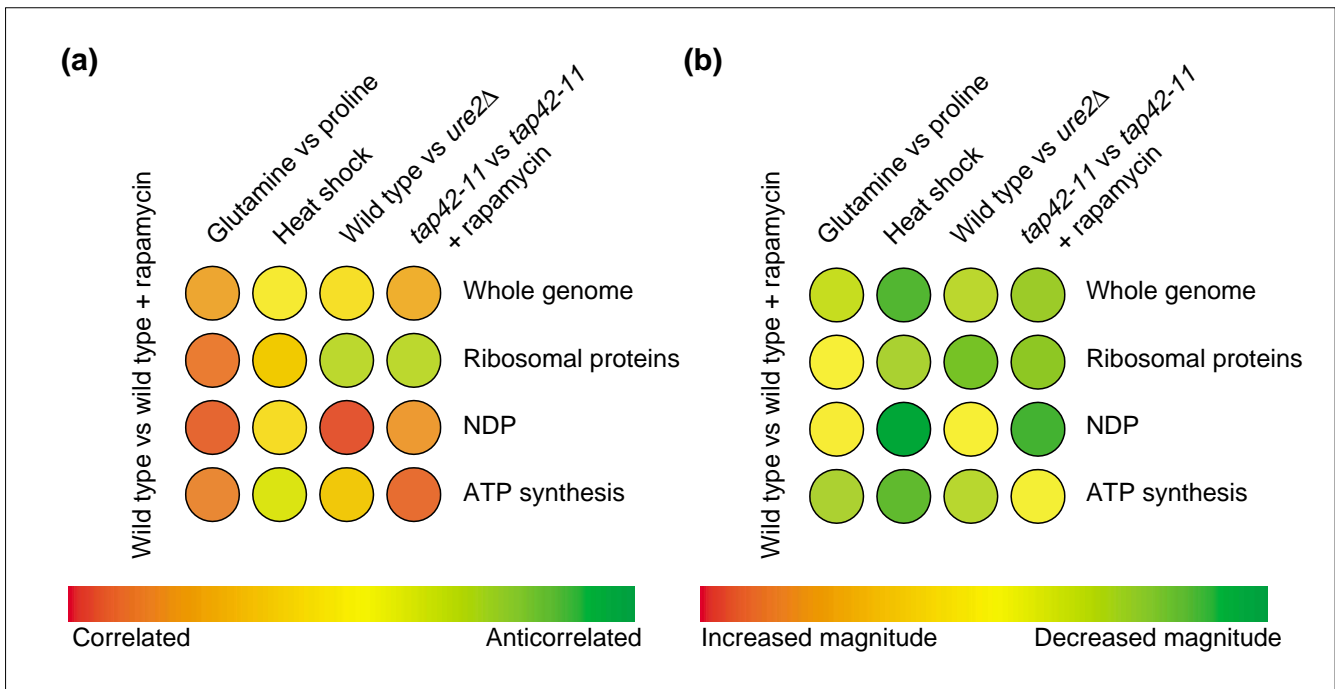 (a)
Wild type vs wild type + rapamycin
Glutamine vs proline
Heat shock
Wild type vs ure2Δ
tap42-11 vs tap42-11
+ rapamycin
Whole genome
Ribosomal proteins
NDP
ATP synthesis
Correlated
Anticorrelated
(b)
Wild type vs wild type + rapamycin
Glutamine vs proline
Heat shock
Wild type vs ure2Δ
tap42-11 vs tap42-11
+ rapamycin
Whole genome
Ribosomal proteins
NDP
ATP synthesis
Increased magnitude
Decreased magnitude